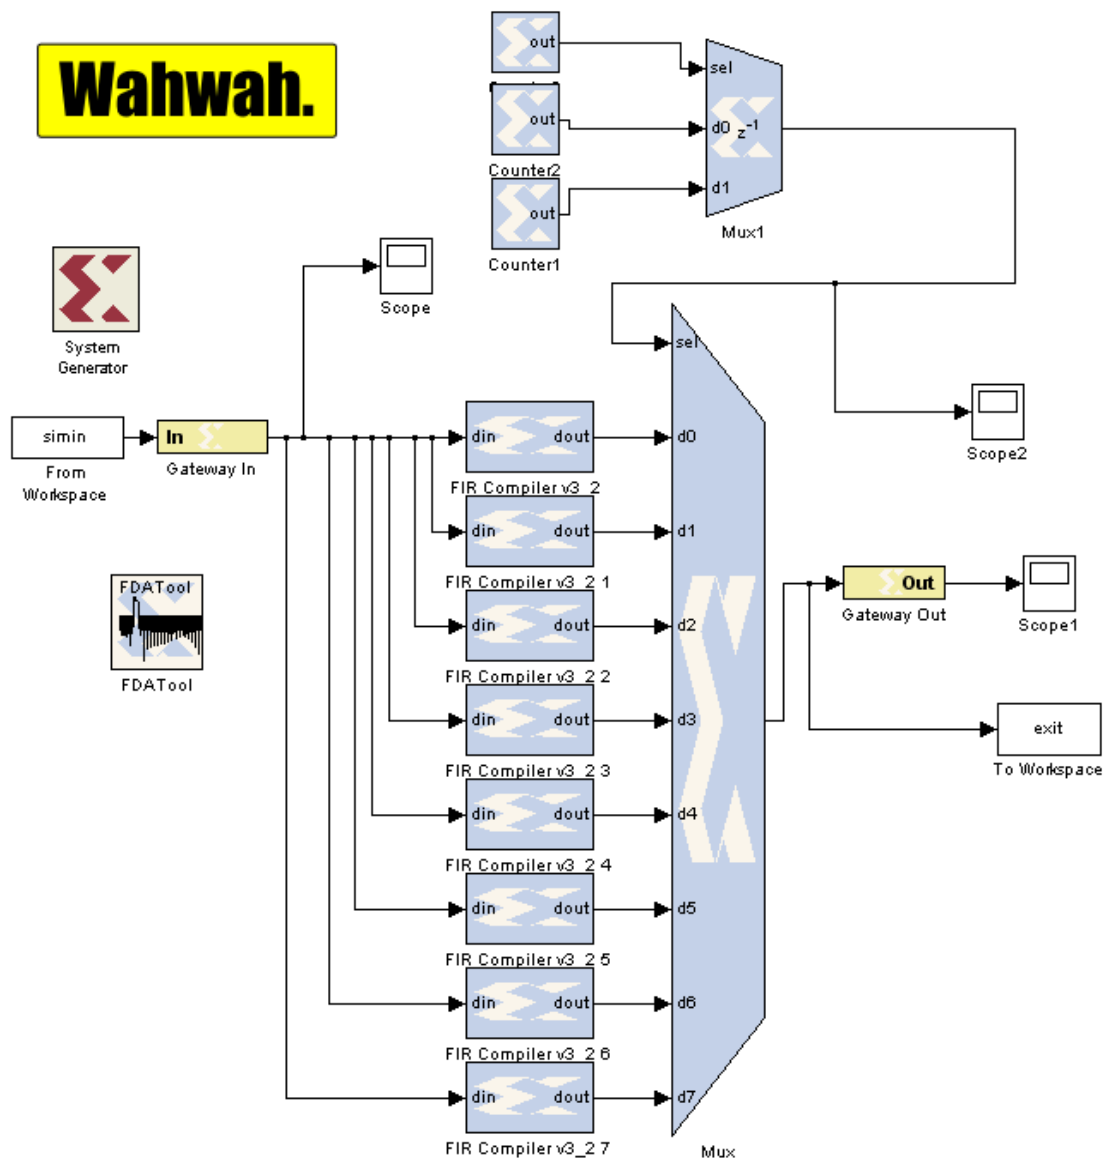 Wahwah.
out
out
Counter2
out
Counter1
sel
d0 z-1
d1
Mux1
System
Generator
Scope
simin
From
Workspace
In
Gateway In
FDATool
FDATool
din dout
FIR Compiler v3_2
din dout
FIR Compiler v3_2 1
din dout
FIR Compiler v3_2 2
din dout
FIR Compiler v3_2 3
din dout
FIR Compiler v3_2 4
din dout
FIR Compiler v3_2 5
din dout
FIR Compiler v3_2 6
din dout
FIR Compiler v3_2 7
sel
d0
d1
d2
d3
d4
d5
d6
d7
Mux
Scope2
Out
Gateway Out
Scope1
exit
To Workspace